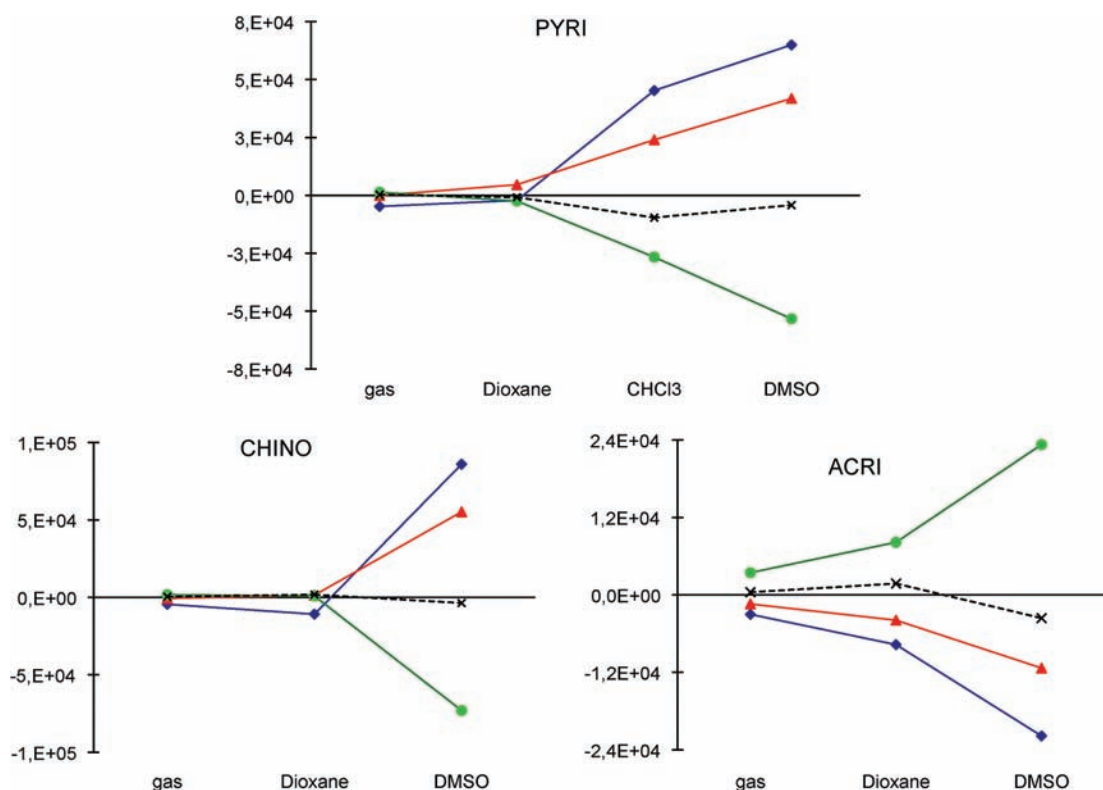 PYRI
8,E+04
5,E+04
3,E+04
0,E+00
-3,E+04
-5,E+04
-8,E+04
gas Dioxane CHCl3 DMSO
CHINO
1,E+05
5,E+04
0,E+00
-5,E+04
-1,E+05
gas Dioxane DMSO
ACRI
2,4E+04
1,2E+04
0,0E+00
-1,2E+04
-2,4E+04
gas Dioxane DMSO